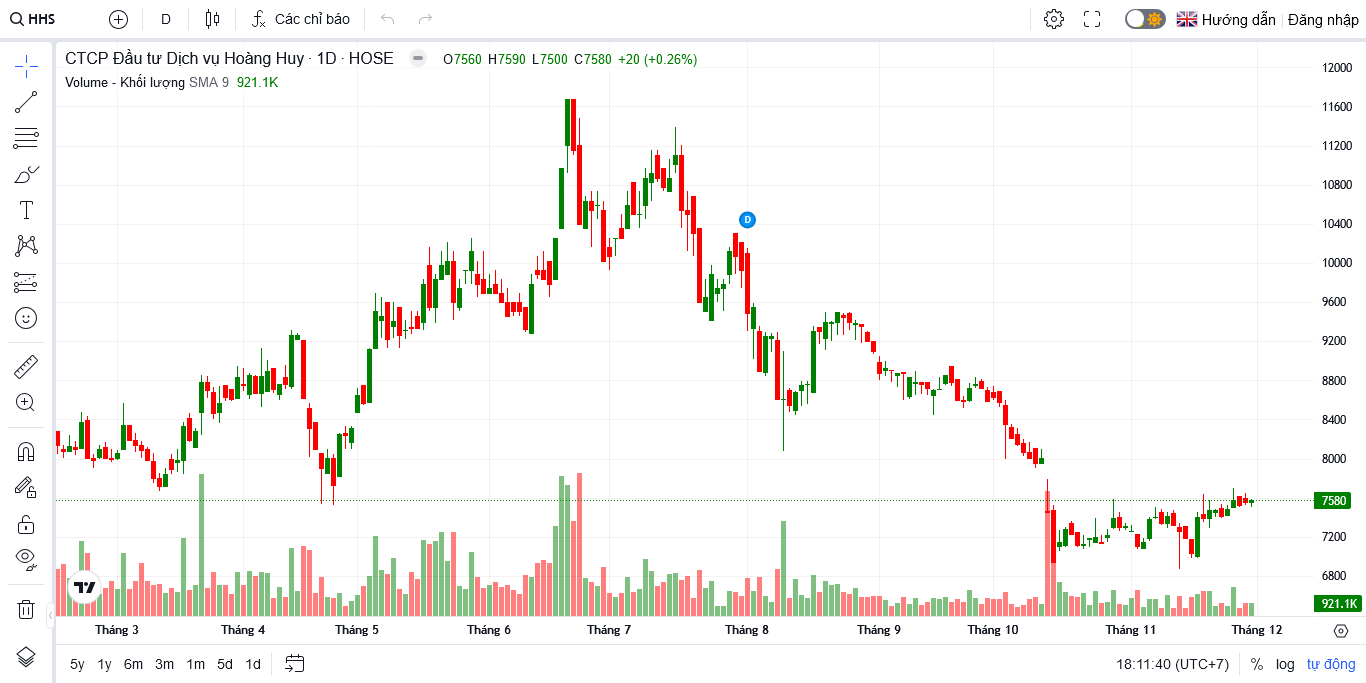 HHS D Các chỉ báo Hướng dẫn Đăng nhập
CTCP Đầu tư Dịch vụ Hoàng Huy · 1D · HOSE O7560 H7590 L7500 C7580 +20 (+0.26%)
Volume - Khối lượng SMA 9 921.1K
12000
11600
11200
10800
10400
D
10000
9600
9200
8800
8400
8000
7580
7200
6800
921.1K
Tháng 3 Tháng 4 Tháng 5 Tháng 6 Tháng 7 Tháng 8 Tháng 9 Tháng 10 Tháng 11 Tháng 12
5y 1y 6m 3m 1m 5d 1d 18:11:40 (UTC+7) % log tự động